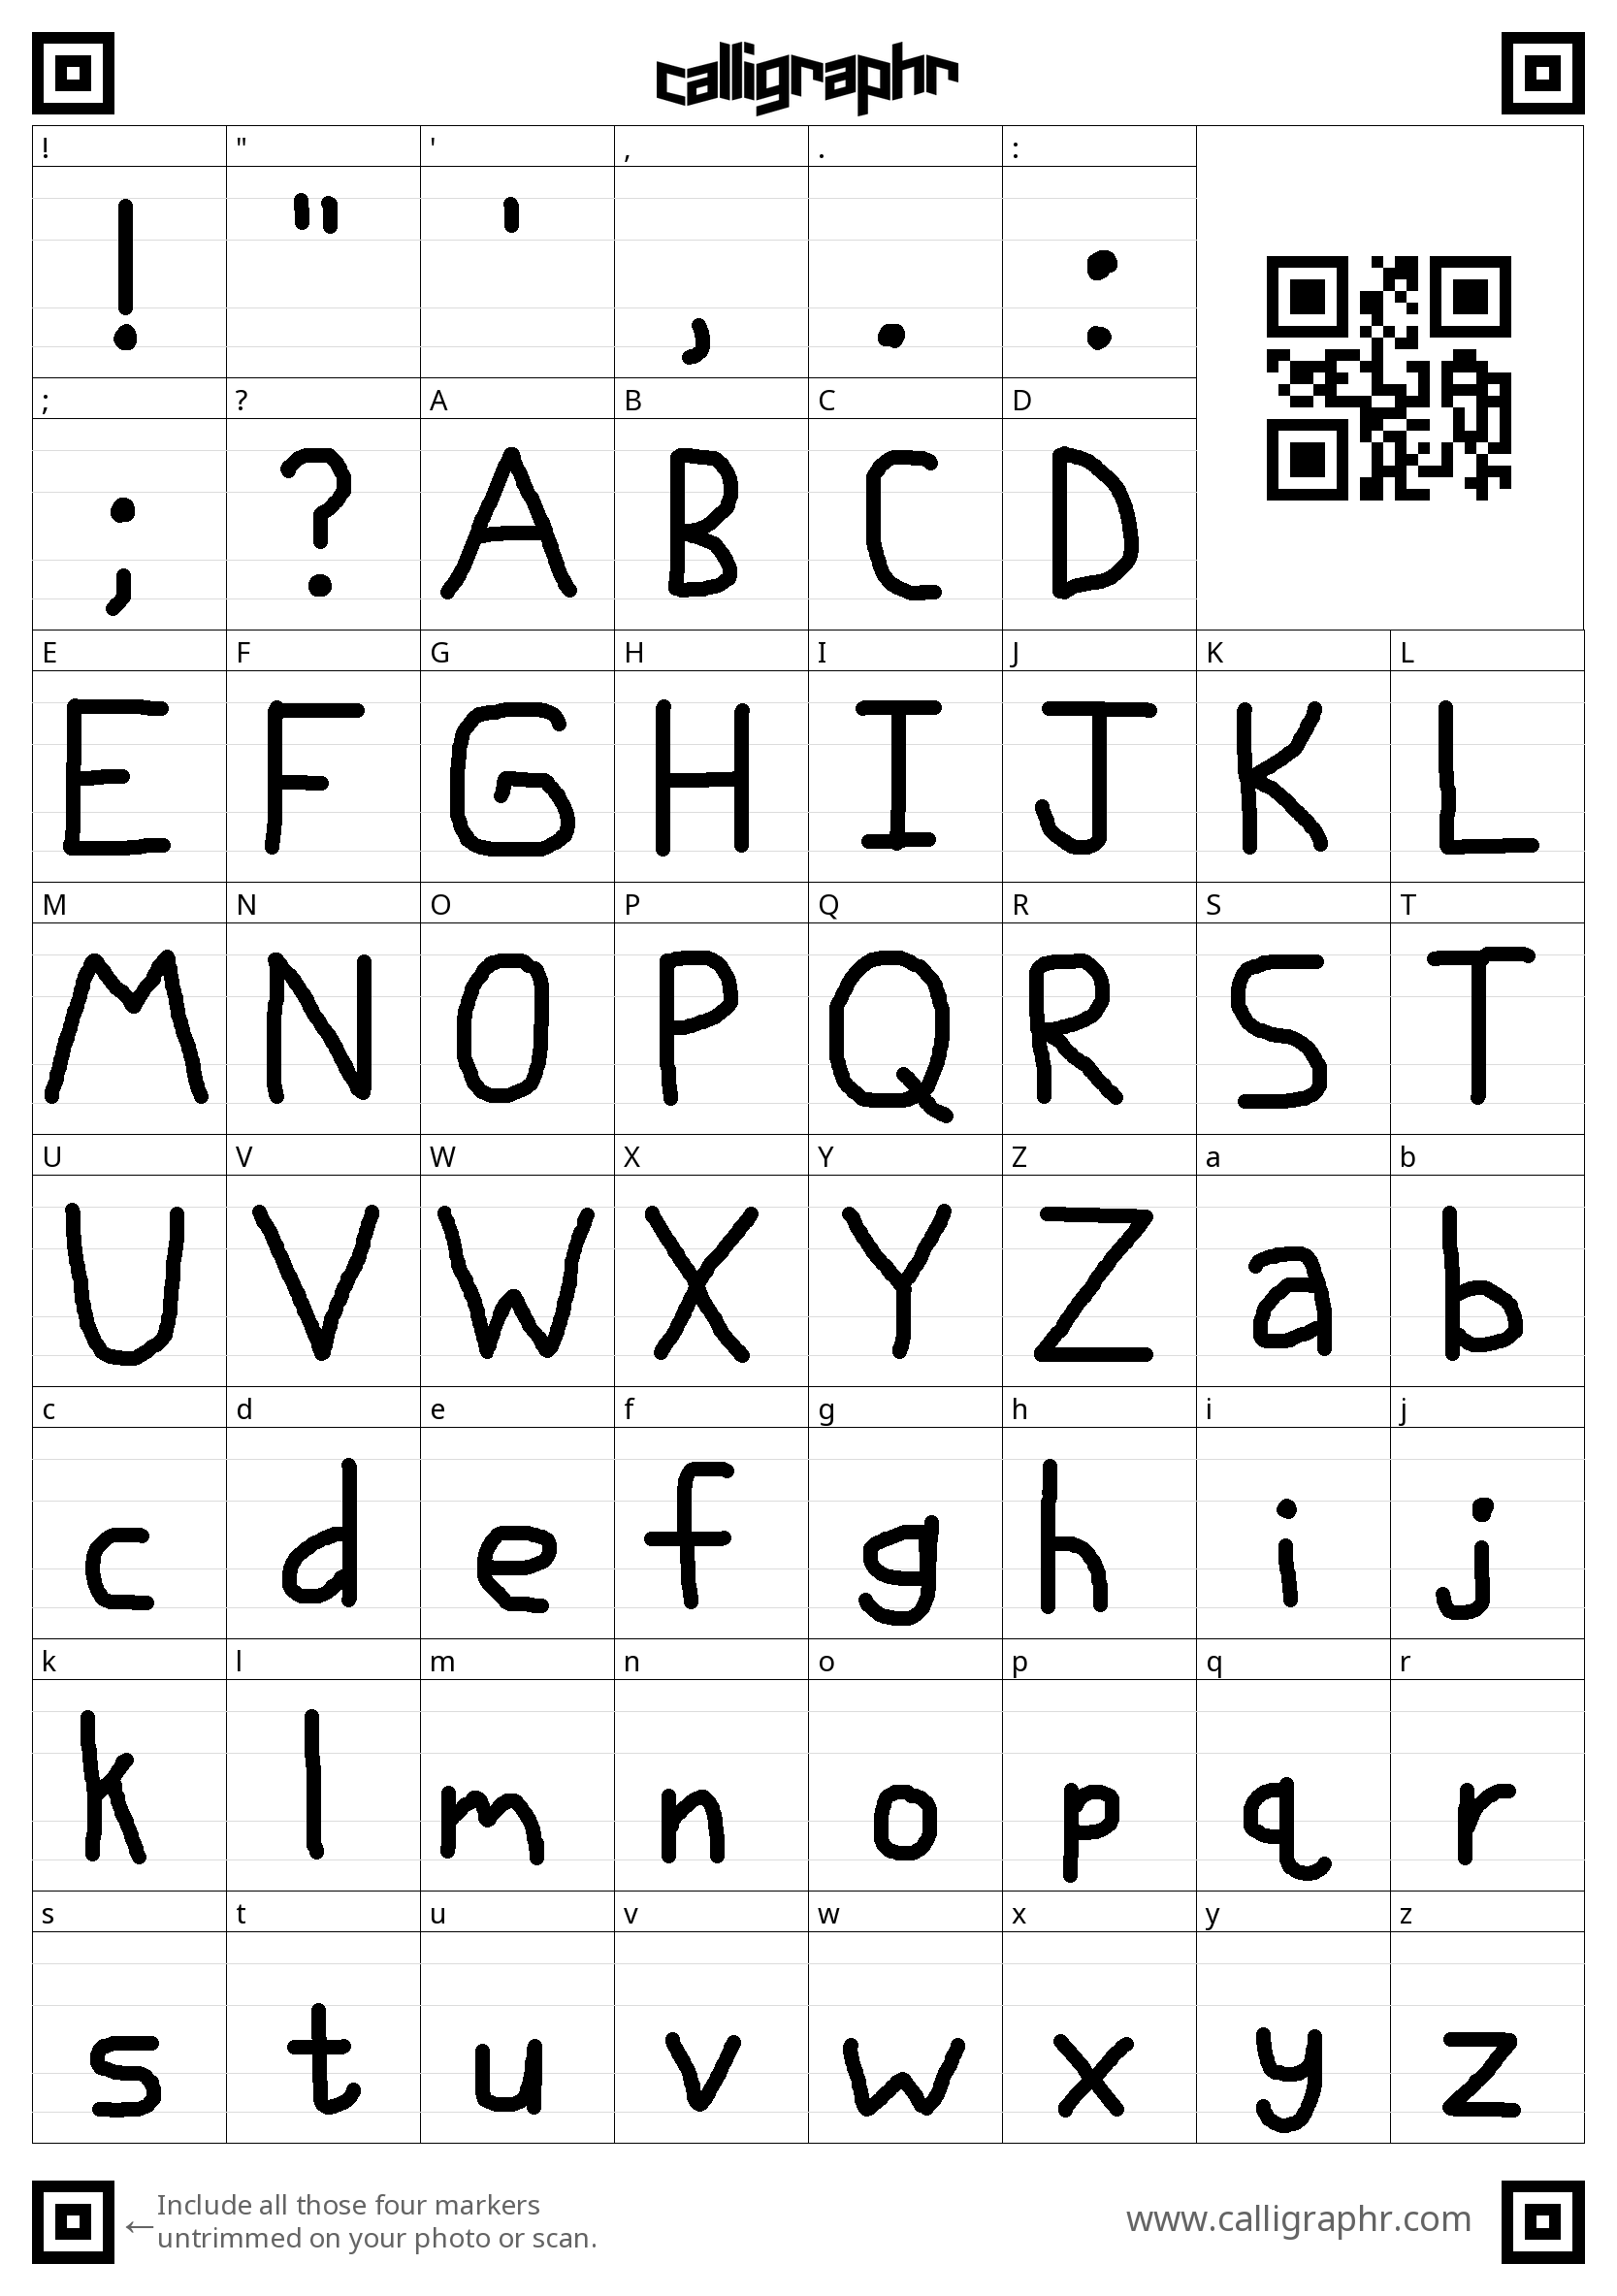 calligraphr
! " ' , . :
! " ' , . :
; ? A B C D
; ? A B C D
E F G H I J K L
E F G H I J K L
M N O P Q R S T
M N O P Q R S T
U V W X Y Z a b
U V W X Y Z a b
c d e f g h i j
c d e f g h i j
k l m n o p q r
k l m n o p q r
s t u v w x y z
s t u v w x y z
←Include all those four markers
untrimmed on your photo or scan.
www.calligraphr.com